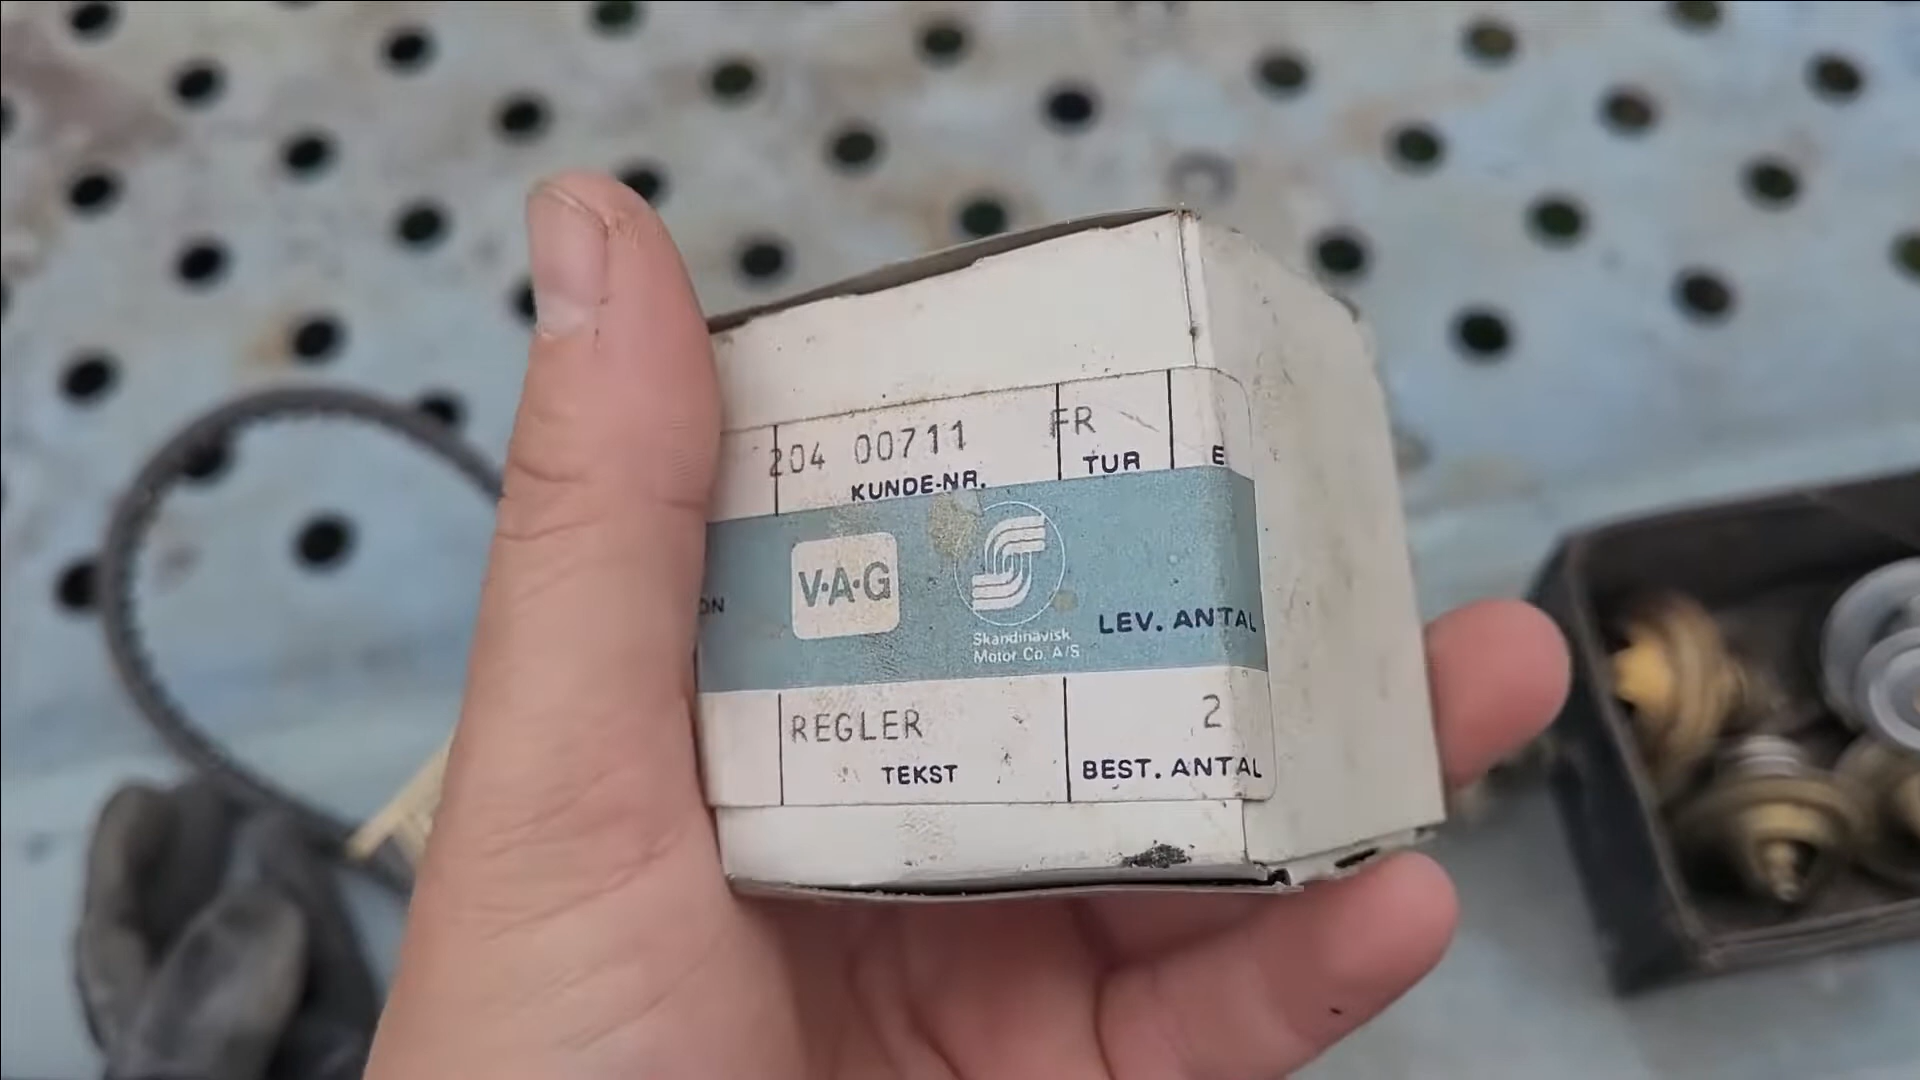 204 00711 FR
KUNDE-NR. TUR E
V·A·G
Skandinavisk
Motor Co. A/S
LEV. ANTAL
REGLER 2
TEKST BEST. ANTAL